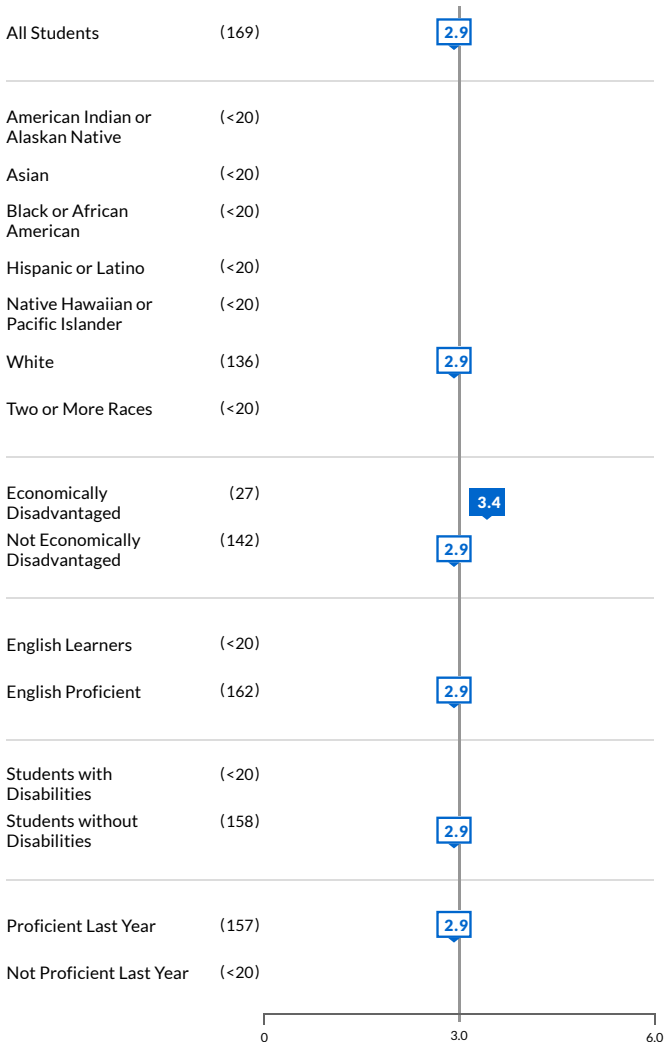 All Students (169) 2.9
American Indian or (<20)
Alaskan Native
Asian (<20)
Black or African (<20)
American
Hispanic or Latino (<20)
Native Hawaiian or (<20)
Pacific Islander
White (136) 2.9
Two or More Races (<20)
Economically (27) 3.4
Disadvantaged
Not Economically (142) 2.9
Disadvantaged
English Learners (<20)
English Proficient (162) 2.9
Students with (<20)
Disabilities
Students without (158) 2.9
Disabilities
Proficient Last Year (157) 2.9
Not Proficient Last Year (<20)
0 3.0 6.0